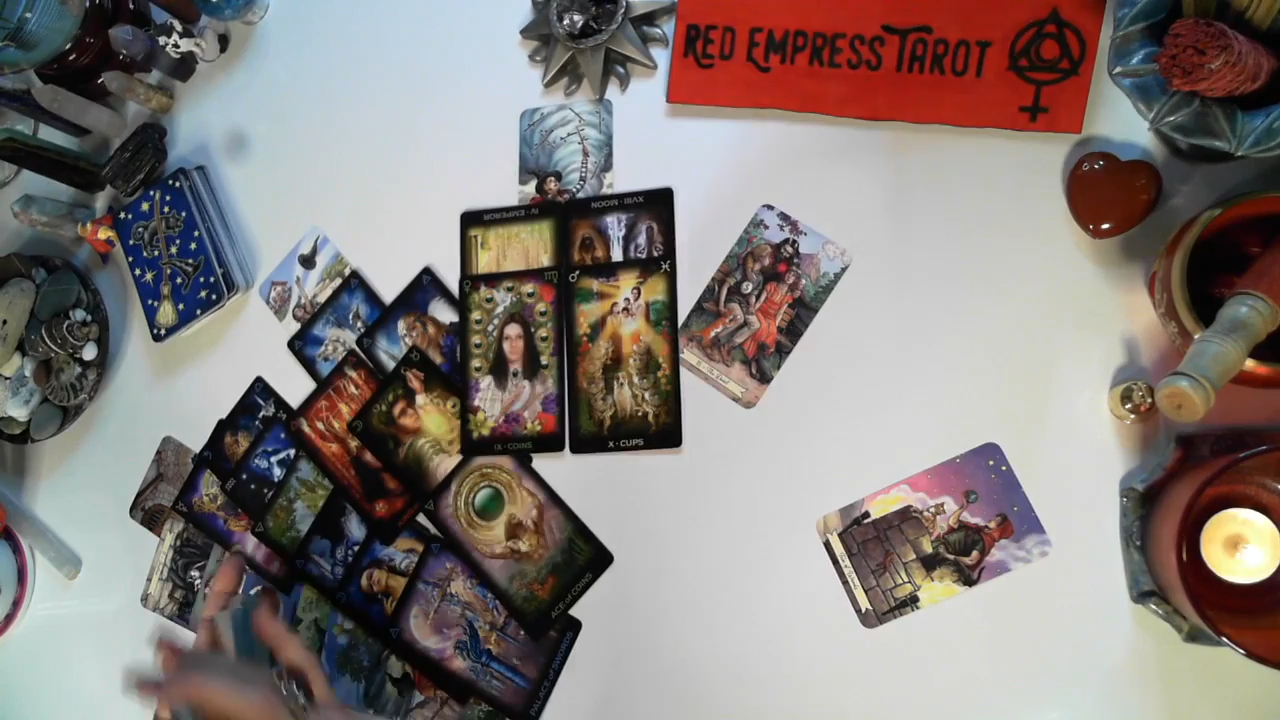 RED EMPRESS TAROT
IV · EMPEROR
XVIII · MOON
IX · COINS
X · CUPS
ACE of COINS
PALACE of SWORDS